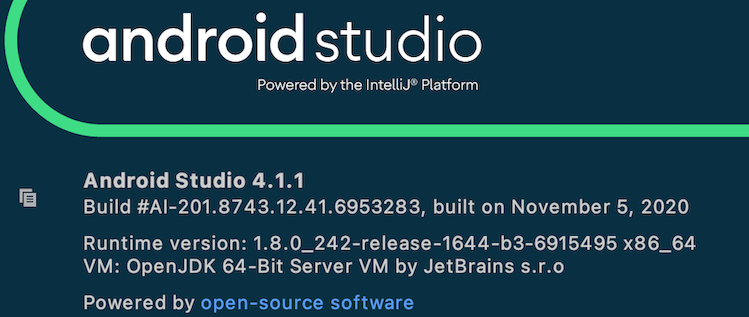 android studio
Powered by the IntelliJ® Platform
Android Studio 4.1.1
Build #AI-201.8743.12.41.6953283, built on November 5, 2020
Runtime version: 1.8.0_242-release-1644-b3-6915495 x86_64
VM: OpenJDK 64-Bit Server VM by JetBrains s.r.o
Powered by open-source software